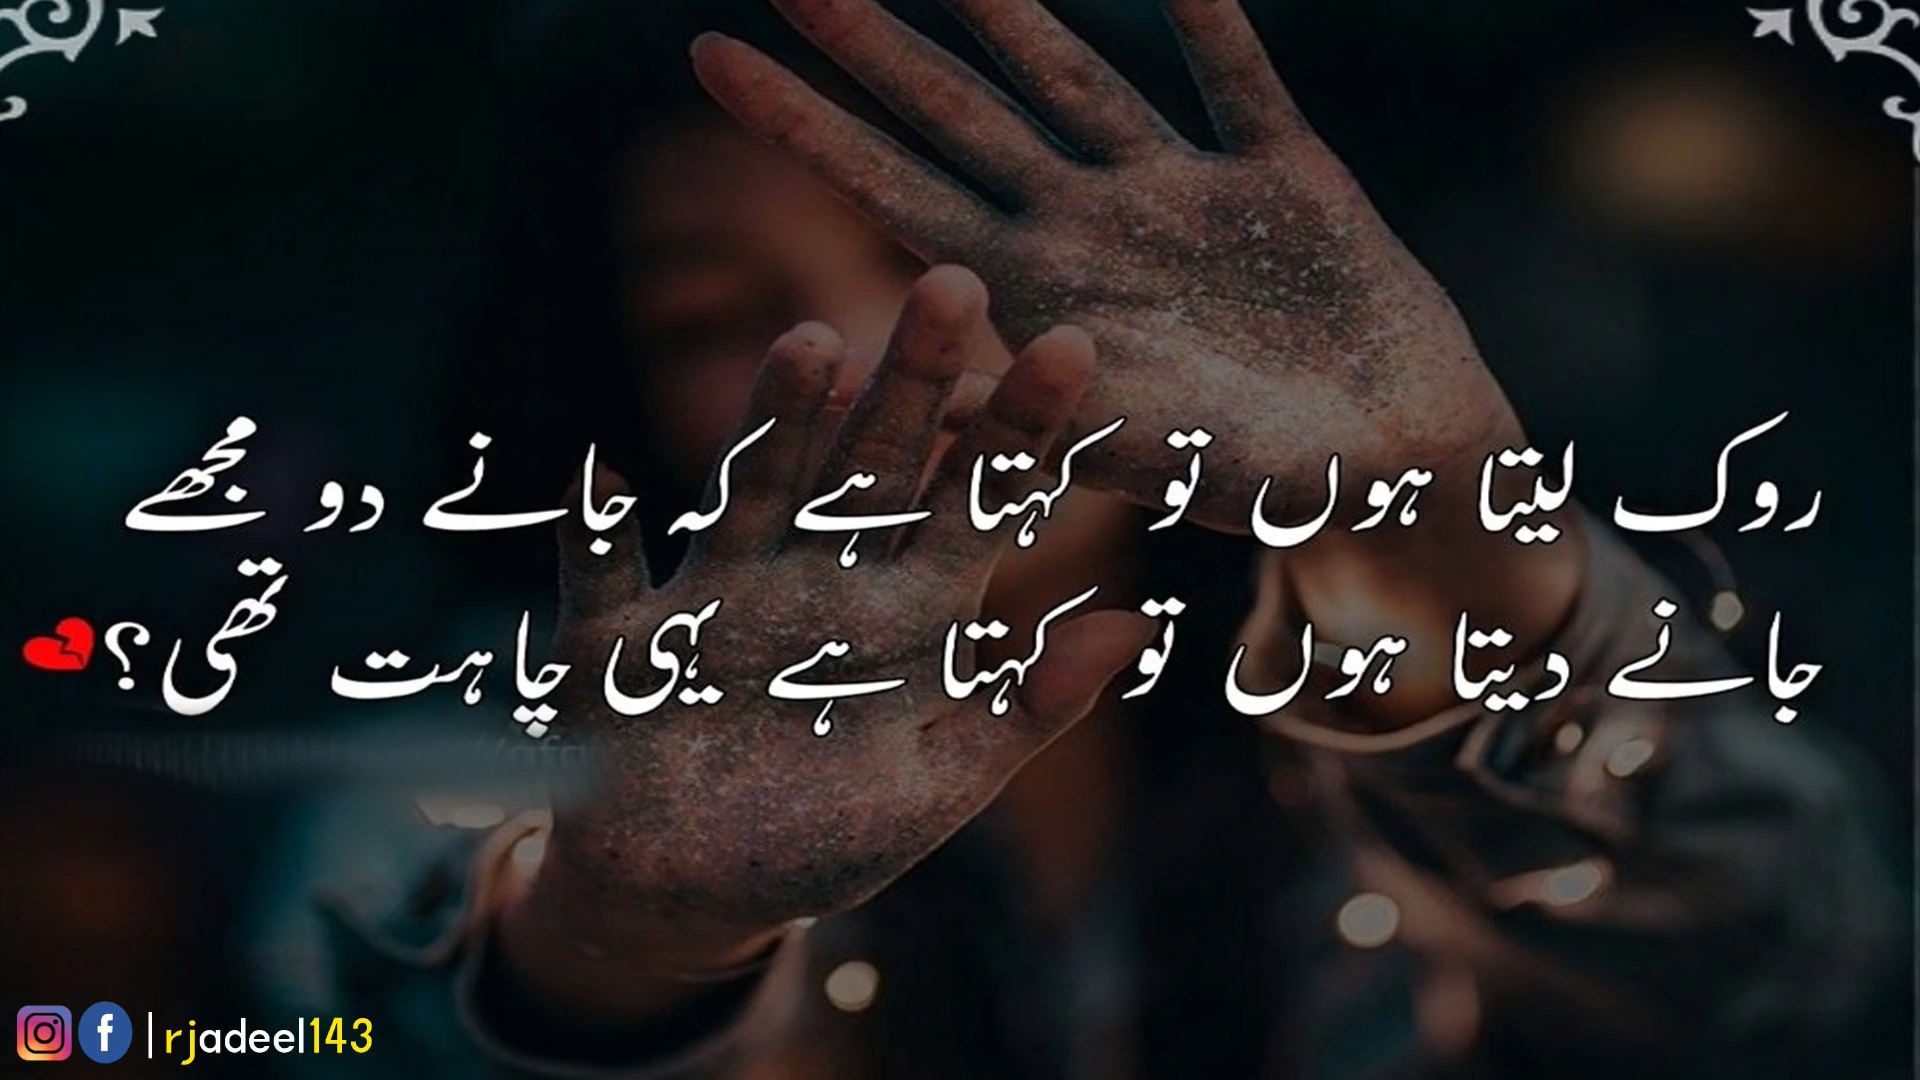 روک لیتا ہوں تو کہتا ہے کہ جانے دو مجھے
جانے دیتا ہوں تو کہتا ہے یہی چاہت تھی؟
|rjadeel143